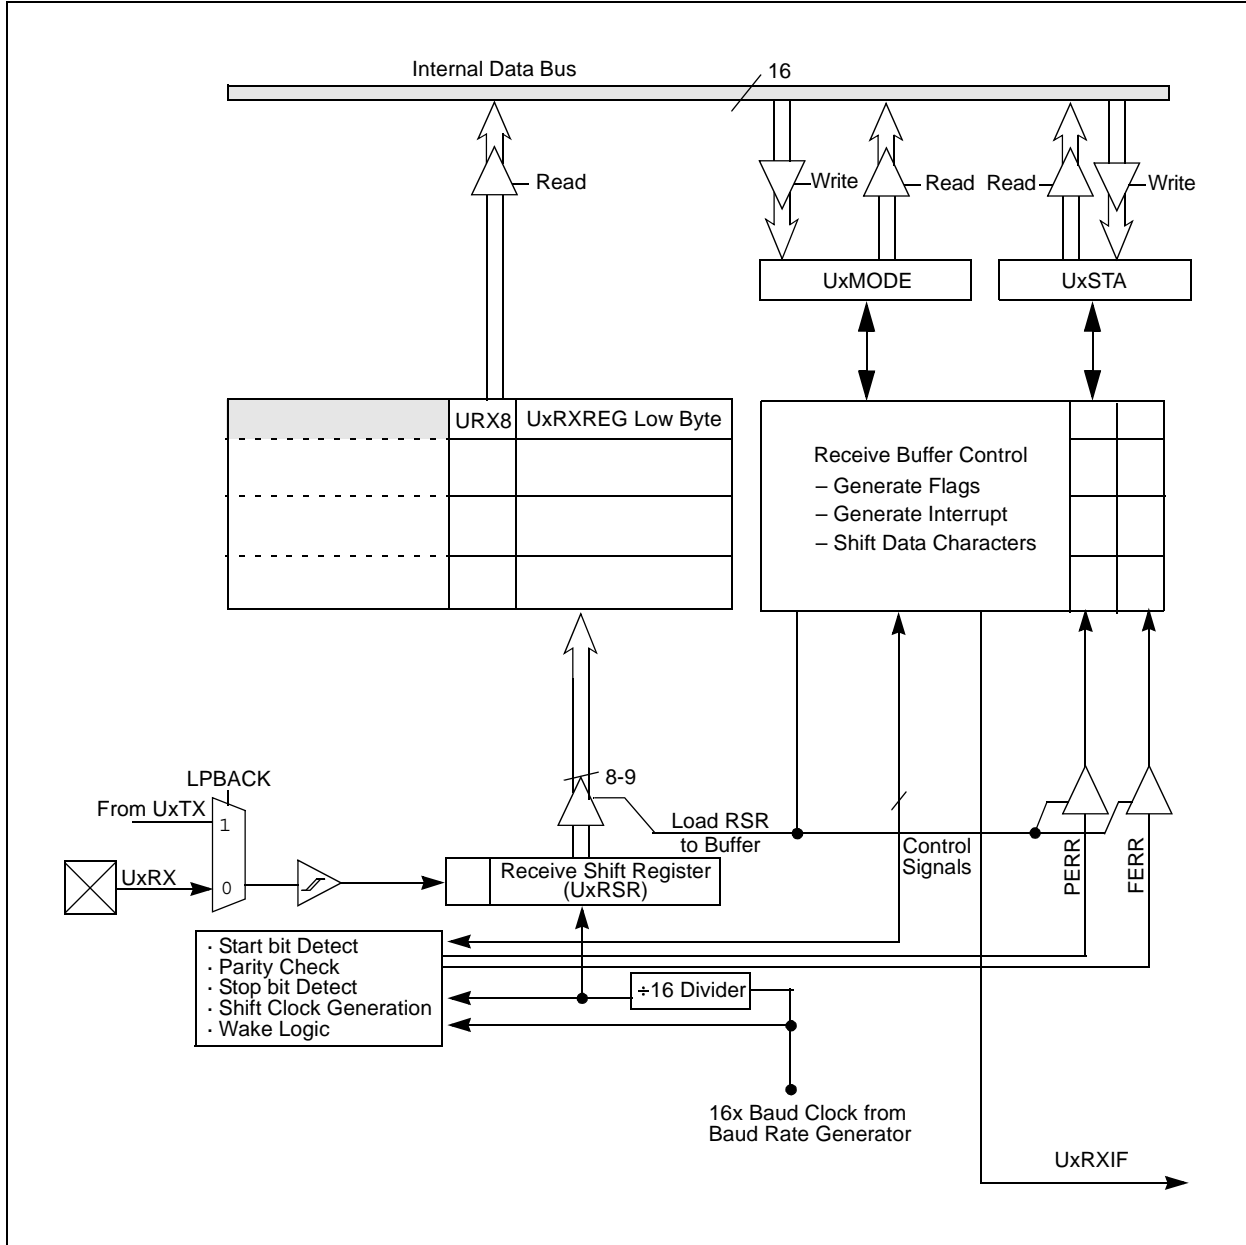 Internal Data Bus
16
Read
Write
Read
Read
Write
UxMODE
UxSTA
URX8
UxRXREG Low Byte
Receive Buffer Control
– Generate Flags
– Generate Interrupt
– Shift Data Characters
LPBACK
From UxTX
1
UxRX
0
8-9
Load RSR
to Buffer
Control
Signals
PERR
FERR
Receive Shift Register
(UxRSR)
· Start bit Detect
· Parity Check
· Stop bit Detect
· Shift Clock Generation
· Wake Logic
÷16 Divider
16x Baud Clock from
Baud Rate Generator
UxRXIF